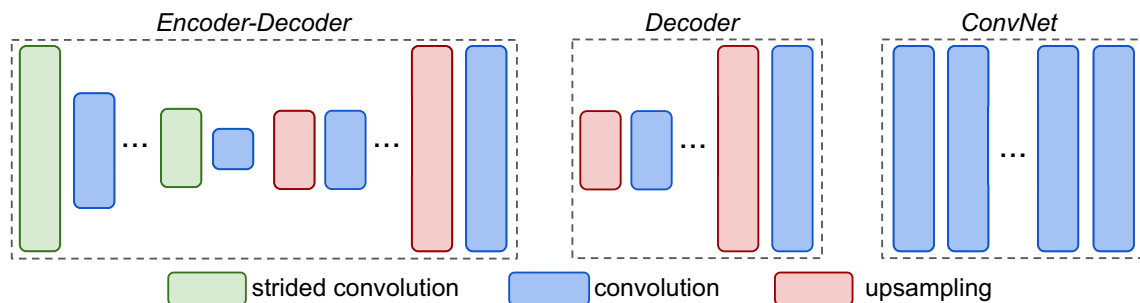 Encoder-Decoder
Decoder
ConvNet
...
...
...
...
strided convolution
convolution
upsampling